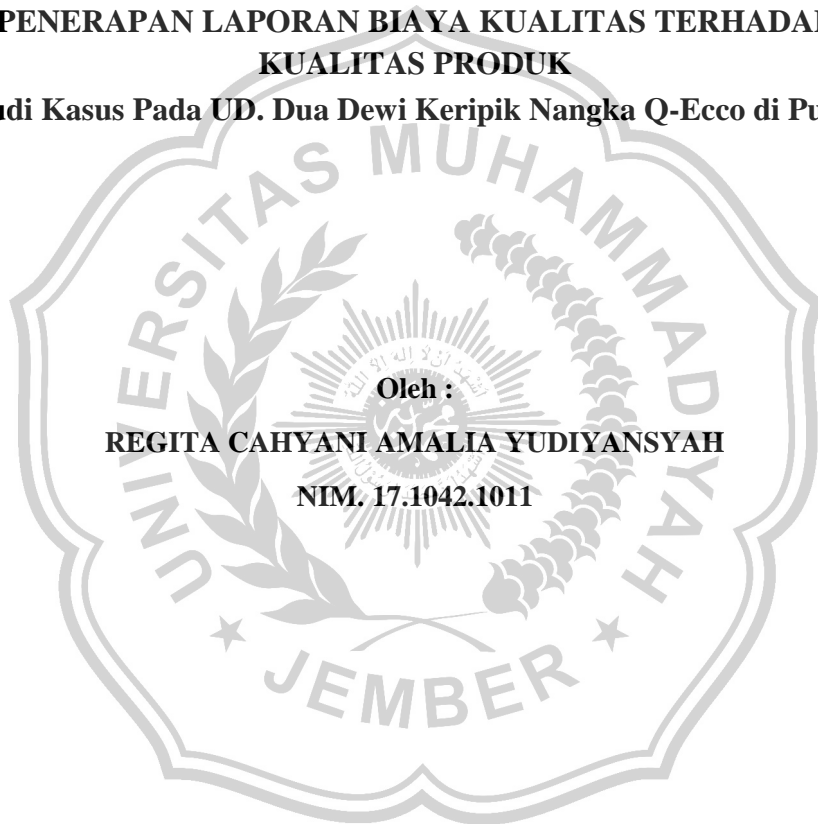 PENERAPAN LAPORAN BIAYA KUALITAS TERHADAP
KUALITAS PRODUK
udi Kasus Pada UD. Dua Dewi Keripik Nangka Q-Ecco di Pu
UNIVERSITAS MUHAMMADIYAH
Oleh :
REGITA CAHYANI AMALIA YUDIYANSYAH
NIM. 17.1042.1011
JEMBER